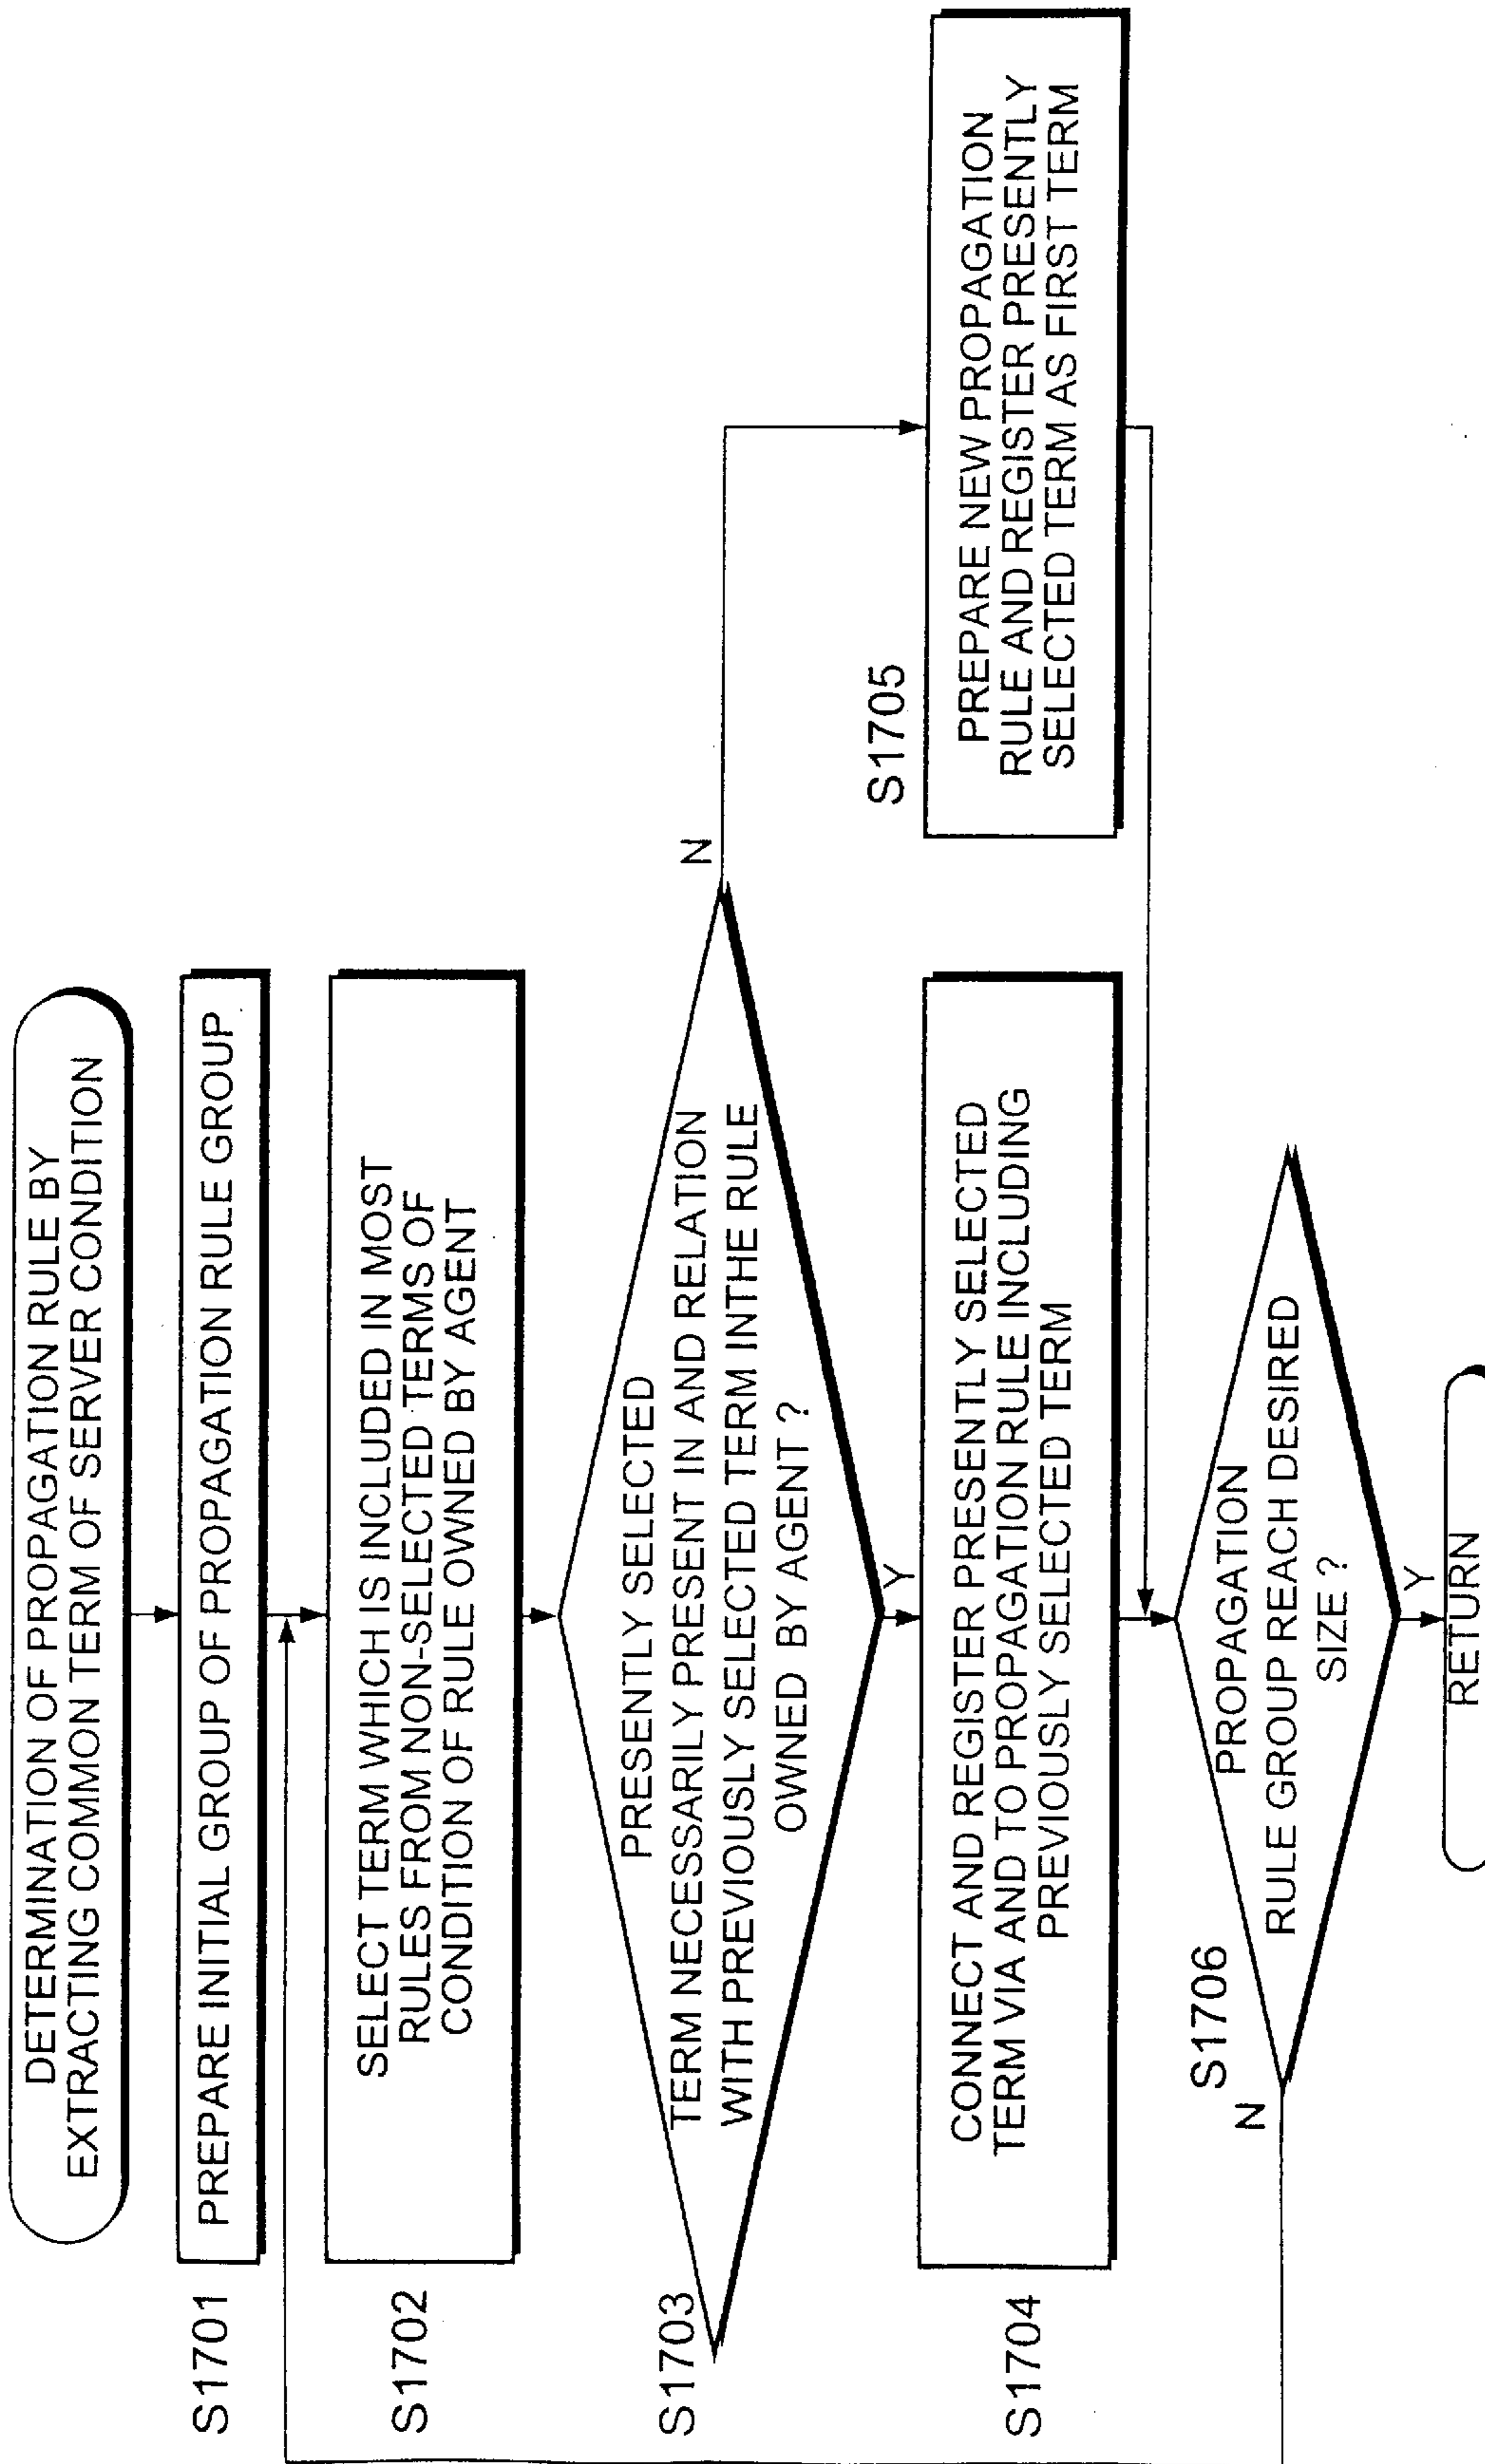 DETERMINATION OF PROPAGATION RULE BY
EXTRACTING COMMON TERM OF SERVER CONDITION
S1701
PREPARE INITIAL GROUP OF PROPAGATION RULE GROUP
S1702
SELECT TERM WHICH IS INCLUDED IN MOST
RULES FROM NON-SELECTED TERMS OF
CONDITION OF RULE OWNED BY AGENT
S1703
PRESENTLY SELECTED
TERM NECESSARILY PRESENT IN AND RELATION
WITH PREVIOUSLY SELECTED TERM INTHE RULE
OWNED BY AGENT ?
N
Y
S1704
CONNECT AND REGISTER PRESENTLY SELECTED
TERM VIA AND TO PROPAGATION RULE INCLUDING
PREVIOUSLY SELECTED TERM
S1705
PREPARE NEW PROPAGATION
RULE AND REGISTER PRESENTLY
SELECTED TERM AS FIRST TERM
S1706
PROPAGATION
RULE GROUP REACH DESIRED
SIZE ?
N
Y
RETURN